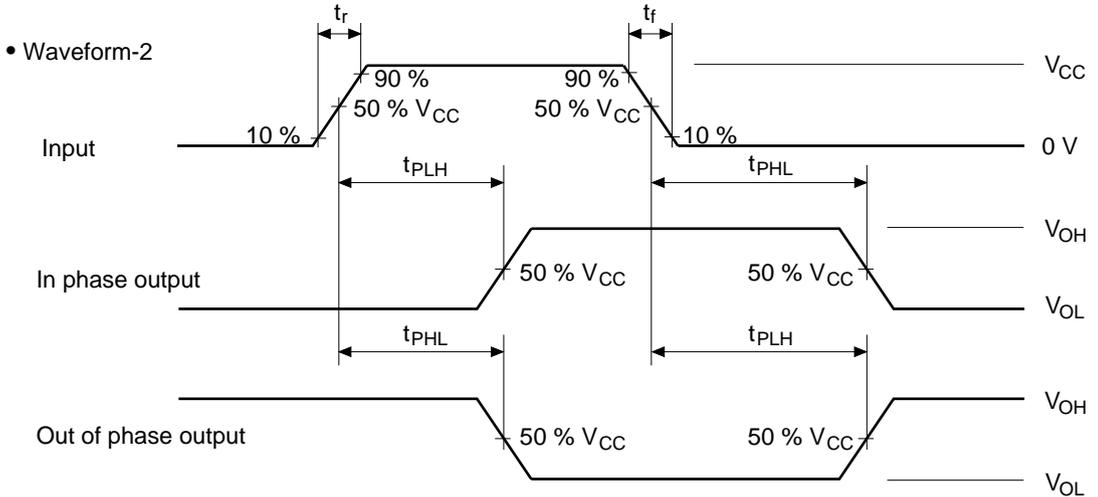 tr tf
• Waveform-2
VCC
90 % 90 %
50 % VCC 50 % VCC
10 % 10 %
Input 0 V
tPLH tPHL
VOH
In phase output 50 % VCC 50 % VCC
VOL
tPHL tPLH
VOH
Out of phase output 50 % VCC 50 % VCC
VOL